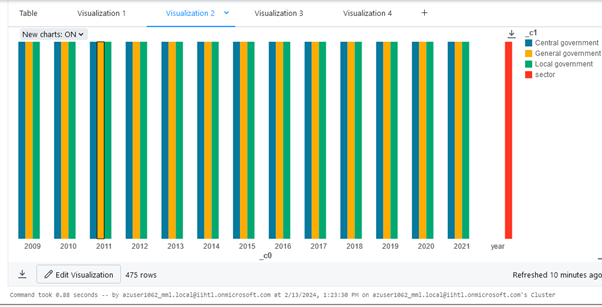 Table Visualization 1 Visualization 2 Visualization 3 Visualization 4 +
New charts: ON
_c1
Central government
General government
Local government
sector
2009 2010 2011 2012 2013 2014 2015 2016 2017 2018 2019 2020 2021 year
_c0
Edit Visualization 475 rows Refreshed 10 minutes ago
Command took 0.88 seconds -- by azuser1062_mml.local@iihtl.onmicrosoft.com at 2/13/2024, 1:23:30 PM on azuser1062_mml.local@iihtl.onmicrosoft.com's Cluster